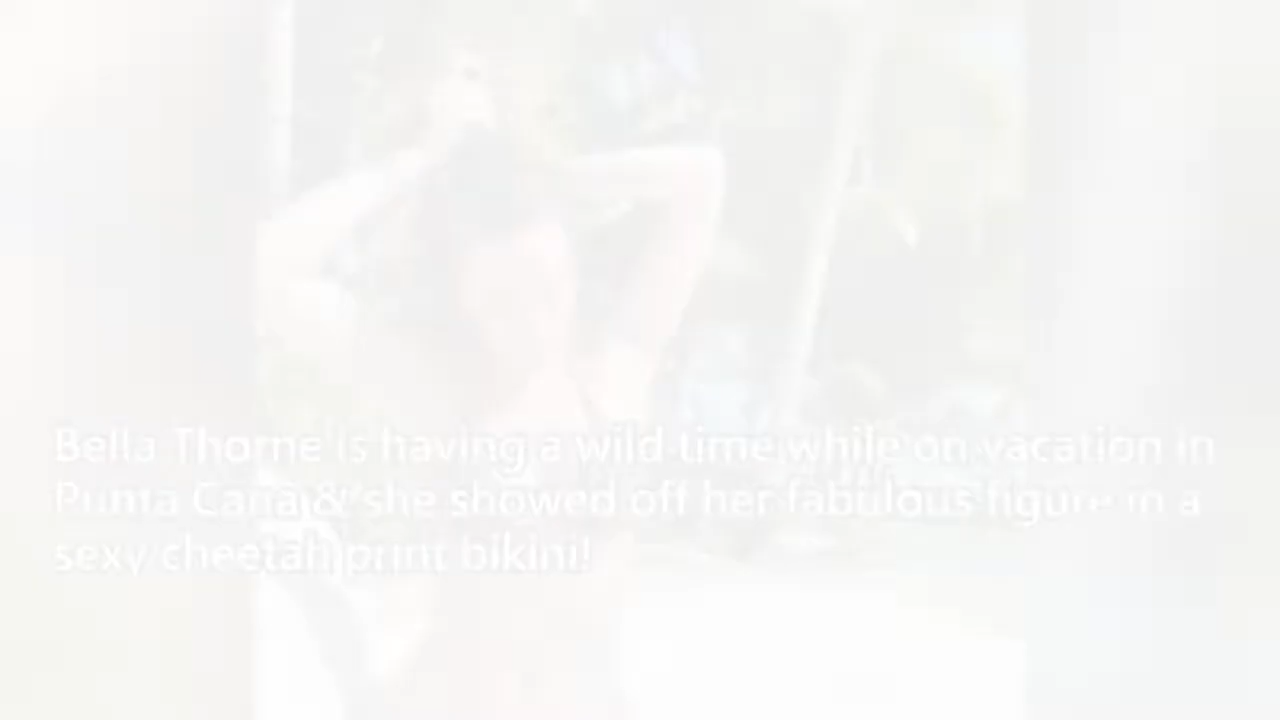 Bella Thorne is having a wild time while on vacation in
Punta Cana & she showed off her fabulous figure in a
sexy cheetah print bikini!